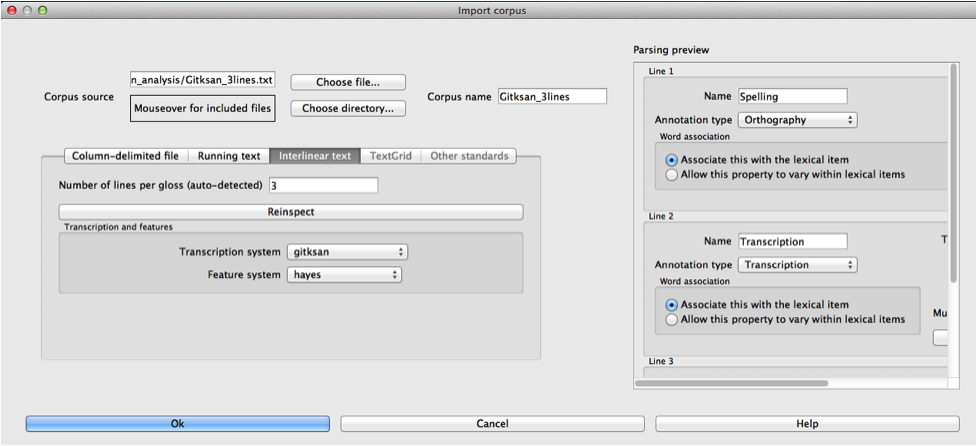 Import corpus
Parsing preview
Corpus source
n_analysis/Gitksan_3lines.txt
Choose file...
Mouseover for included files
Choose directory...
Corpus name
Gitksan_3lines
Column-delimited file
Running text
Interlinear text
TextGrid
Other standards
Number of lines per gloss (auto-detected)
3
Reinspect
Transcription and features
Transcription system
gitksan
Feature system
hayes
Line 1
Name
Spelling
Annotation type
Orthography
Word association
Associate this with the lexical item
Allow this property to vary within lexical items
Line 2
Name
Transcription
T
Annotation type
Transcription
Word association
Associate this with the lexical item
Allow this property to vary within lexical items
Mu
Line 3
Ok
Cancel
Help